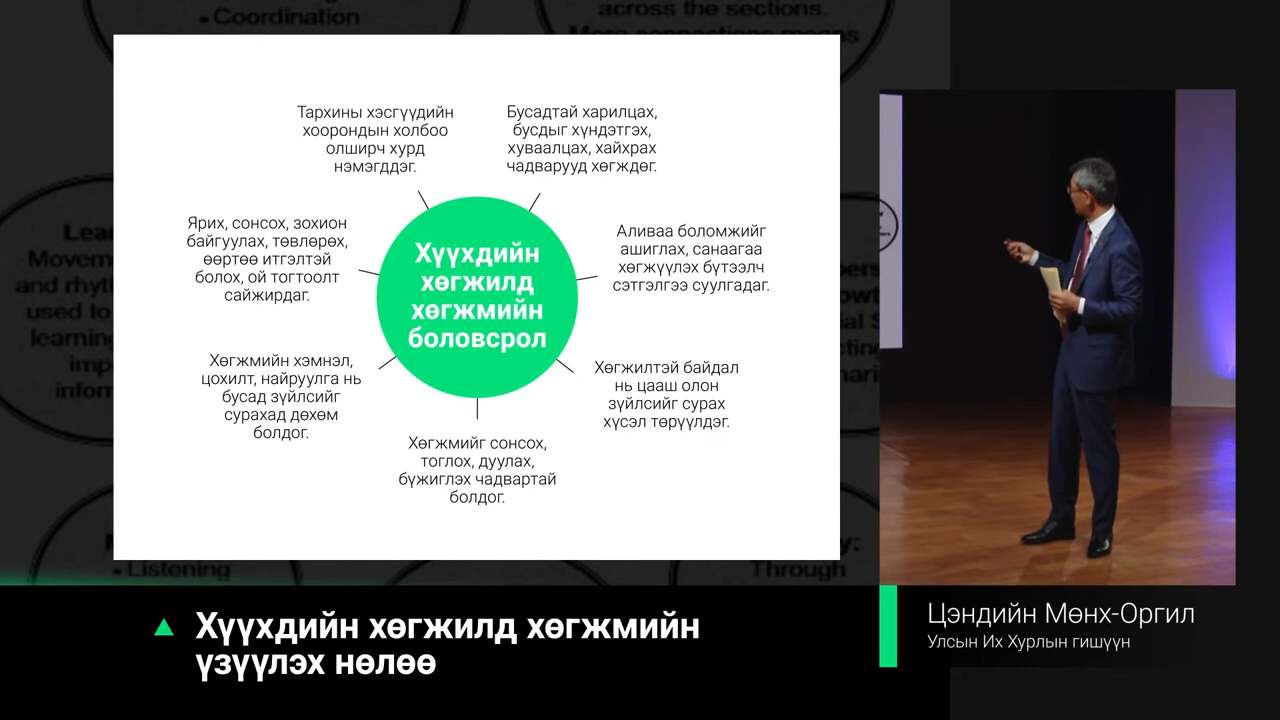 • Coordination
across the sections.
Тархины хэсгүүдийн
хоорондын холбоо
олширч хурд
нэмэгддэг.
Бусадтай харилцах,
бусдыг хүндэтгэх,
хуваалцах, хайхрах
чадварууд хөгждөг.
Ярих, сонсох, зохион
байгуулах, төвлөрөх,
өөртөө итгэлтэй
болох, ой тогтоолт
сайжирдаг.
Хүүхдийн
хөгжилд
хөгжмийн
боловсрол
Аливаа боломжийг
ашиглах, санаагаа
хөгжүүлэх бүтээлч
сэтгэлгээ суулгадаг.
Хөгжмийн хэмнэл,
цохилт, найруулга нь
бусад зүйлсийг
сурахад дөхөм
болдог.
Хөгжилтэй байдал
нь цааш олон
зүйлсийг сурах
хүсэл төрүүлдэг.
Хөгжмийг сонсох,
тоглох, дуулах,
бүжиглэх чадвартай
болдог.
• Listening
Through
▲ Хүүхдийн хөгжилд хөгжмийн
үзүүлэх нөлөө
Цэндийн Мөнх-Оргил
Улсын Их Хурлын гишүүн